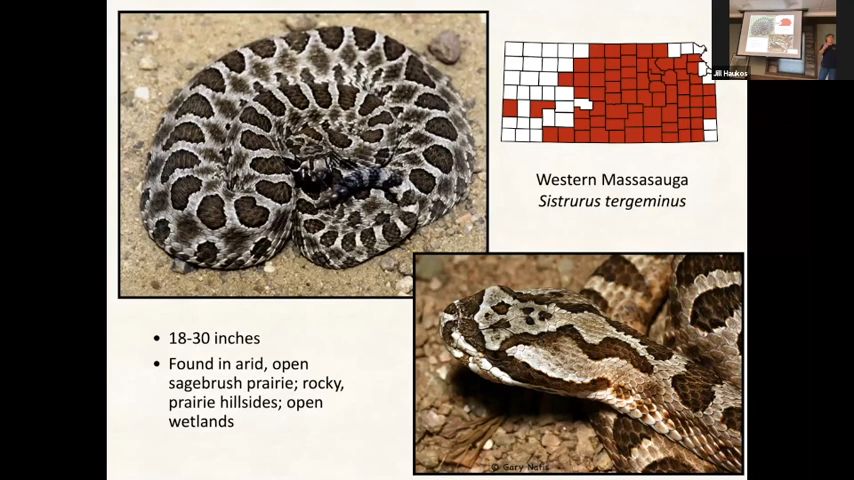 Jill Haukos
Western Massasauga
Sistrurus tergeminus
• 18-30 inches
• Found in arid, open
sagebrush prairie; rocky,
prairie hillsides; open
wetlands
© Gary Nafis